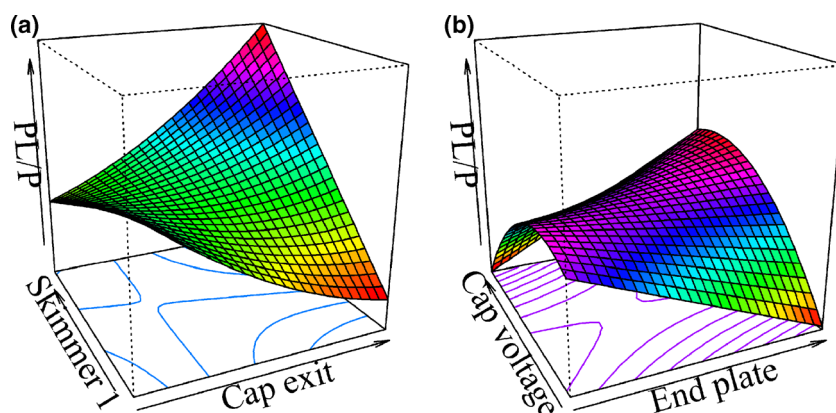 (a)
PL/P
Skimmer 1
Cap exit
(b)
PL/P
Cap voltage
End plate